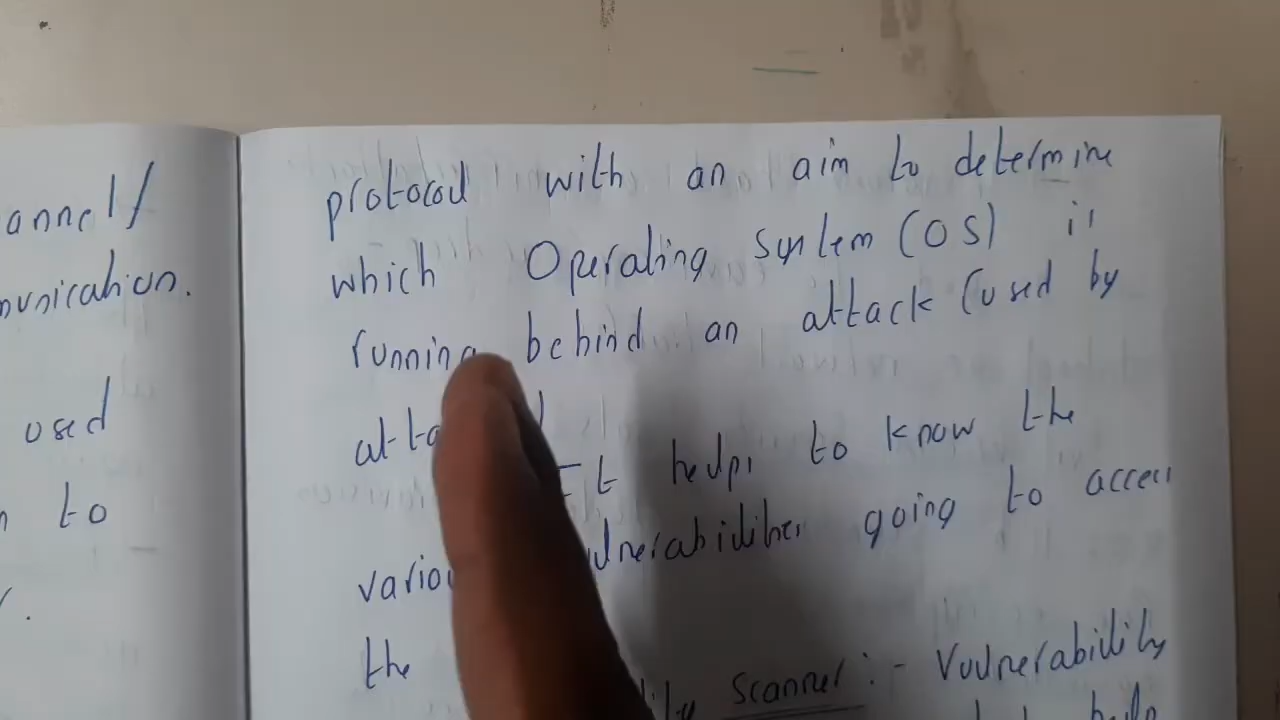 annel/
munication.
used
to
protocol with an aim to determine
which Operating System (OS) is
running behind an attack (used by
It helps to know the
vulnerabilities going to access
the
Scanner :- Vulnerability